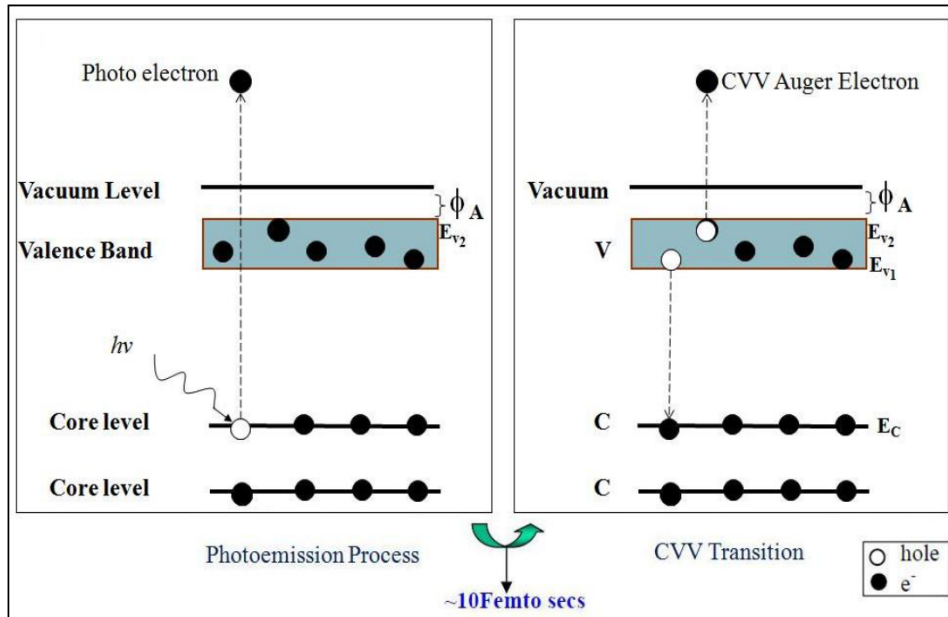 Photo electron
Vacuum Level
ϕ A
E v2
Valence Band
hν
Core level
Core level
Photoemission Process
CVV Auger Electron
Vacuum
ϕ A
E v2
V
E v1
C
E C
C
CVV Transition
hole
e-
~10Femto secs